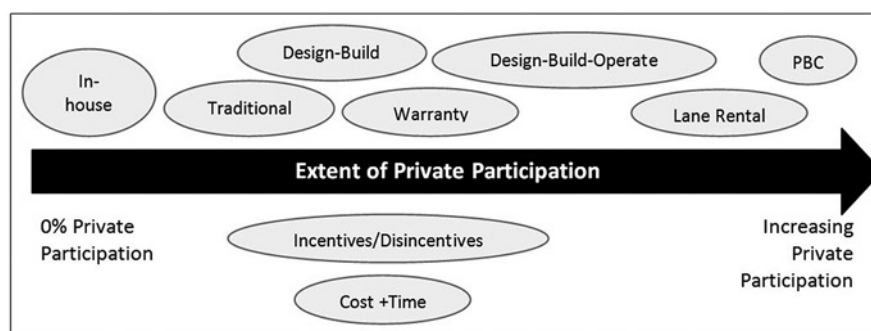 Design-Build
Design-Build-Operate
PBC
In-
house
Traditional
Warranty
Lane Rental
Extent of Private Participation
0% Private
Participation
Incentives/Disincentives
Increasing
Private
Participation
Cost +Time